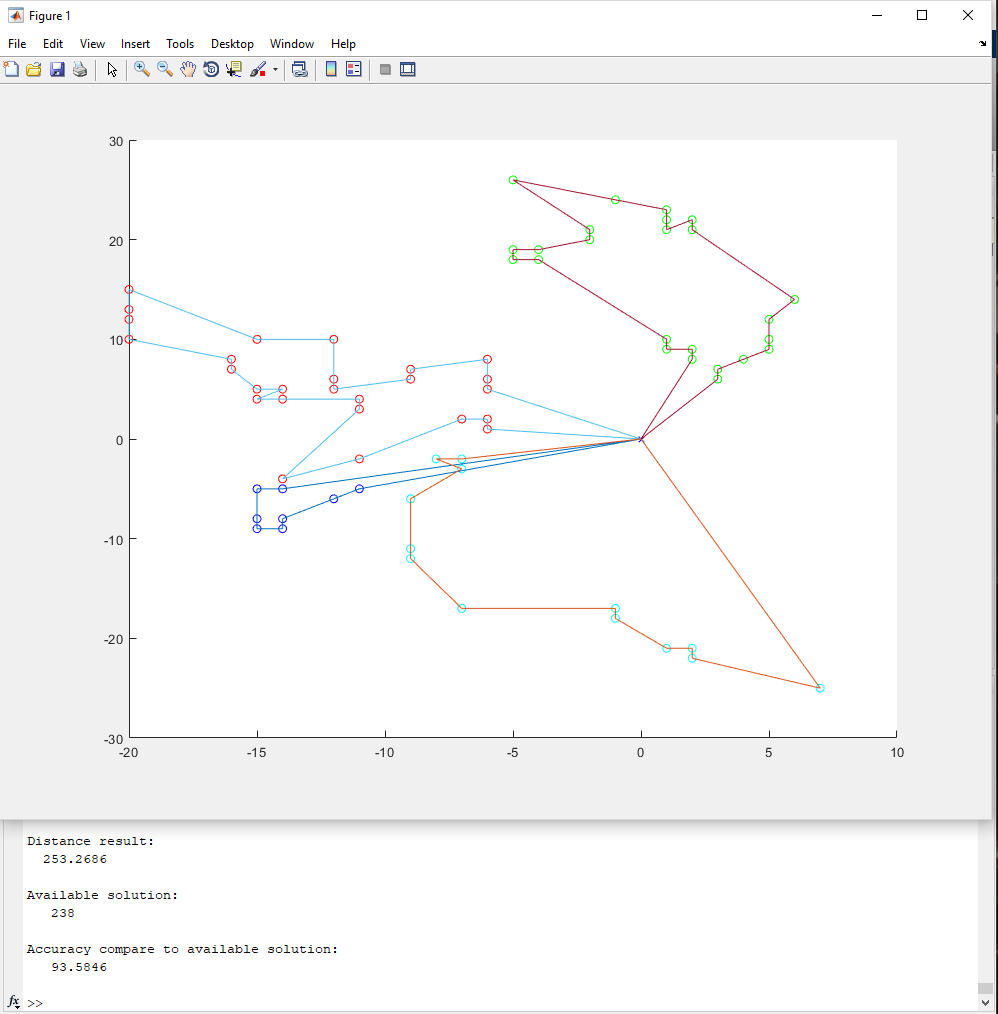 Figure 1
File Edit View Insert Tools Desktop Window Help
30
20
10
0
-10
-20
-30
-20 -15 -10 -5 0 5 10
Distance result:
253.2686
Available solution:
238
Accuracy compare to available solution:
93.5846
fx >>